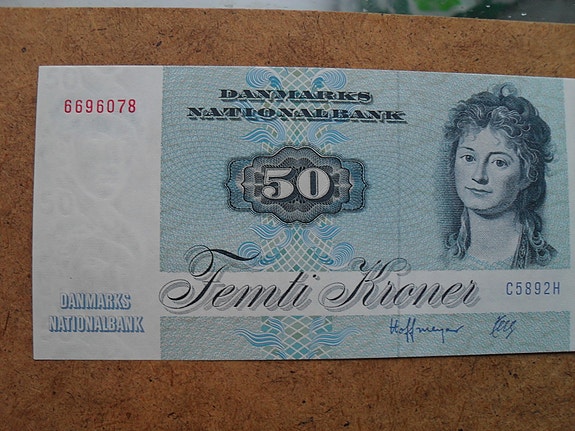 6696078
DANMARKS
NATIONALBANK
50
Femti Kroner
C5892H
DANMARKS
NATIONALBANK
Hoffmeyer